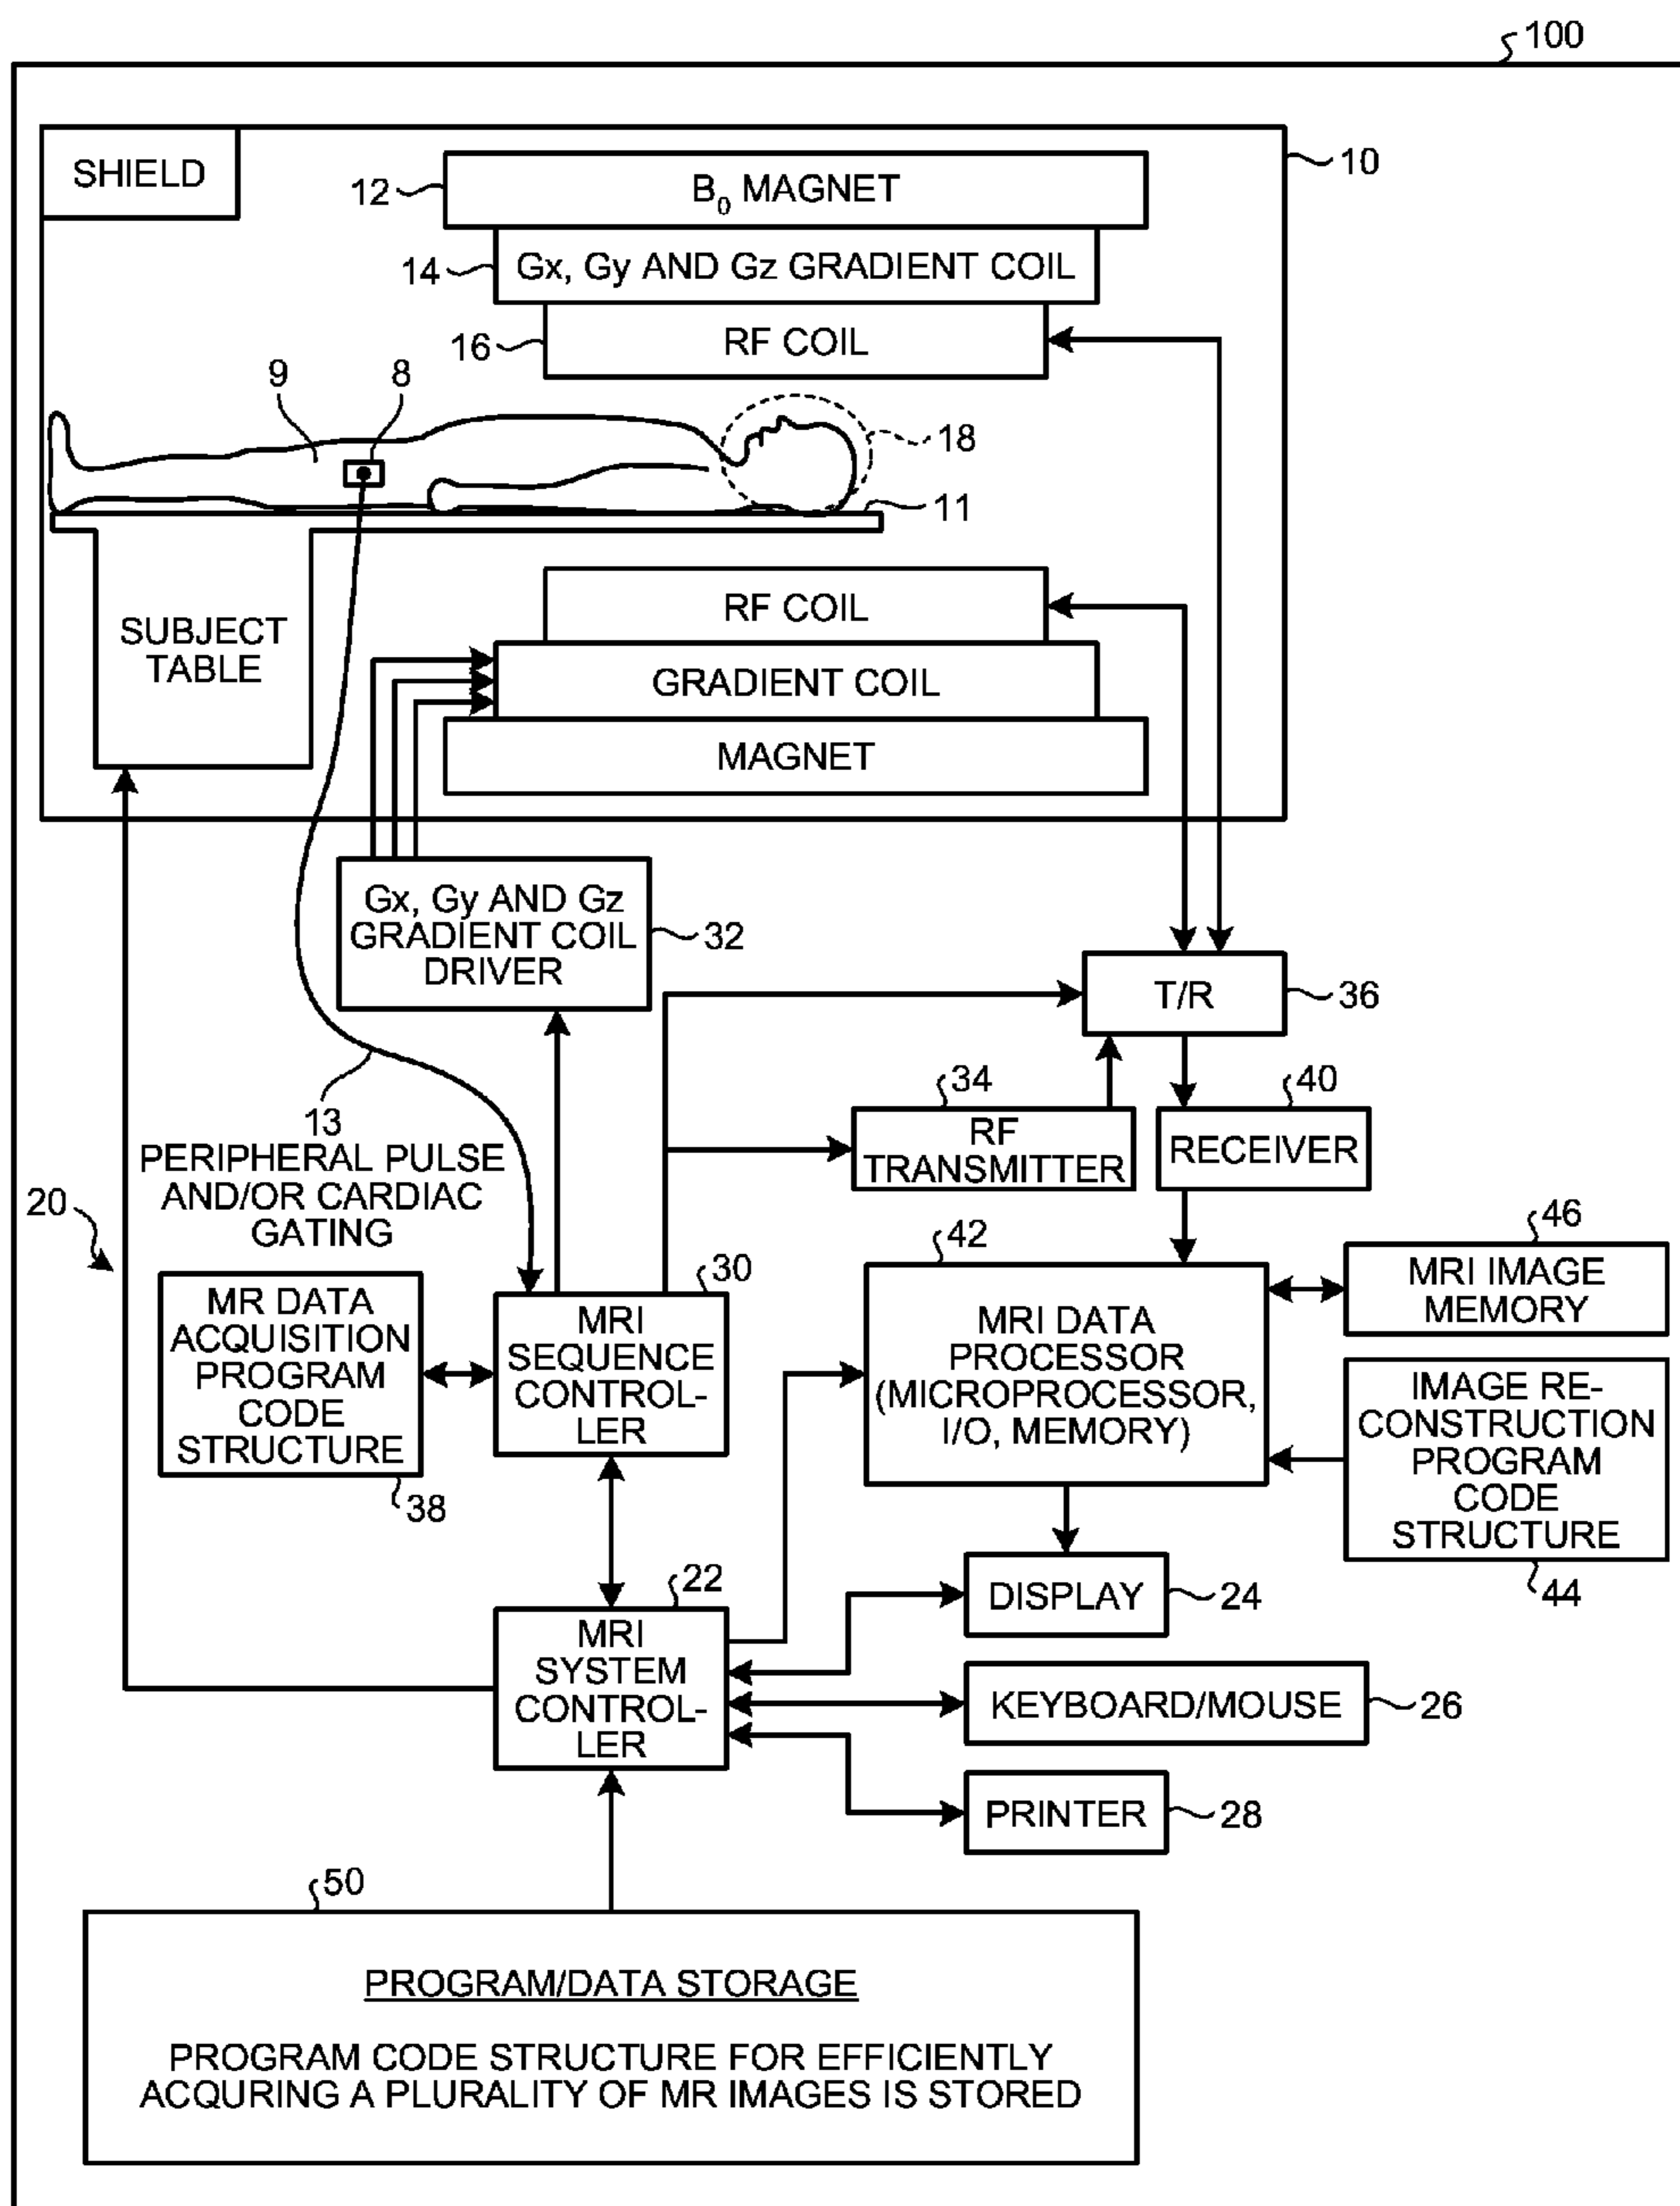 100
SHIELD
10
12
B0 MAGNET
14
Gx, Gy AND Gz GRADIENT COIL
16
RF COIL
9
8
18
11
SUBJECT
TABLE
RF COIL
GRADIENT COIL
MAGNET
Gx, Gy AND Gz
GRADIENT COIL
DRIVER
32
T/R
36
13
PERIPHERAL PULSE
AND/OR CARDIAC
GATING
34
RF
TRANSMITTER
40
RECEIVER
20
MR DATA
ACQUISITION
PROGRAM
CODE
STRUCTURE
38
30
MRI
SEQUENCE
CONTROL-
LER
42
MRI DATA
PROCESSOR
(MICROPROCESSOR,
I/O, MEMORY)
46
MRI IMAGE
MEMORY
IMAGE RE-
CONSTRUCTION
PROGRAM
CODE
STRUCTURE
44
22
MRI
SYSTEM
CONTROL-
LER
DISPLAY
24
KEYBOARD/MOUSE
26
PRINTER
28
50
PROGRAM/DATA STORAGE
PROGRAM CODE STRUCTURE FOR EFFICIENTLY
ACQURING A PLURALITY OF MR IMAGES IS STORED